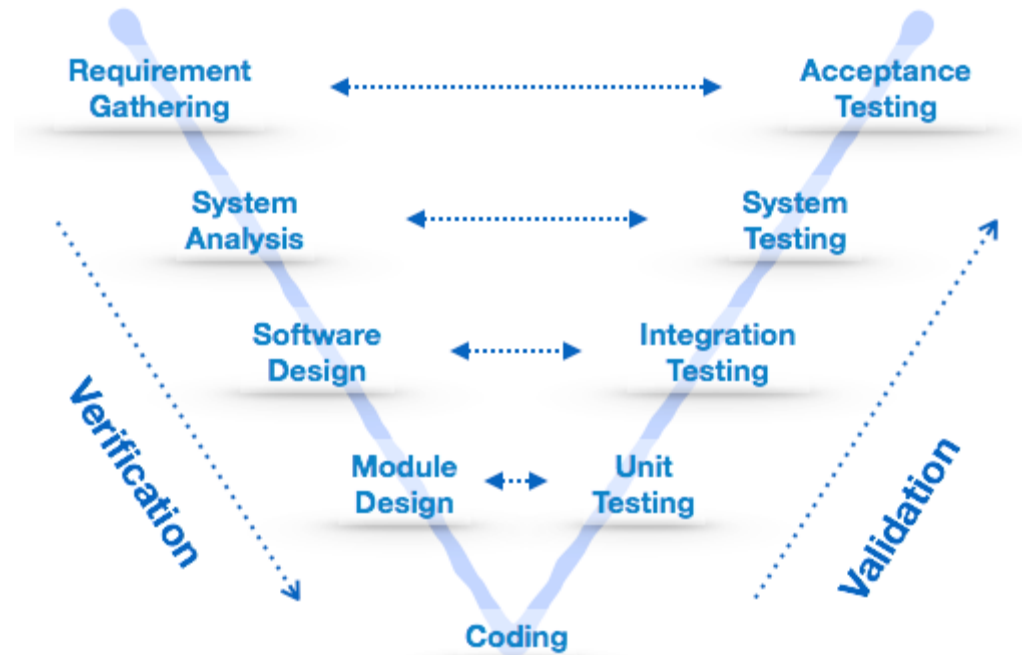 Requirement
Gathering
Acceptance
Testing
System
Analysis
System
Testing
Software
Design
Integration
Testing
Module
Design
Unit
Testing
Verification
Validation
Coding